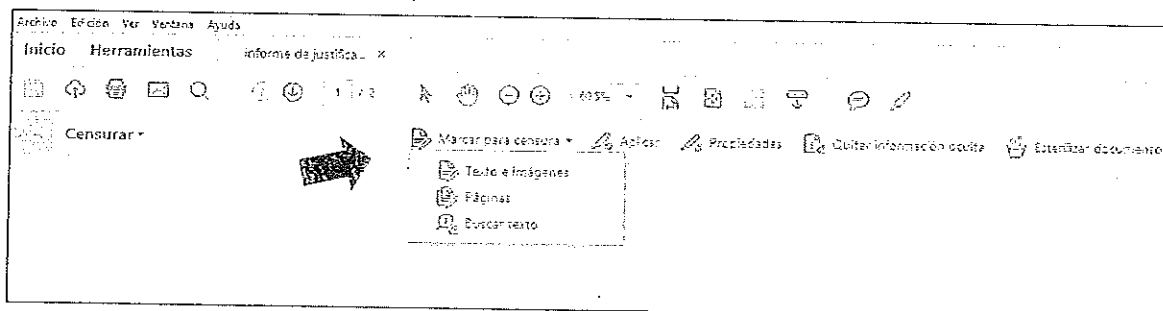 Archivo Edición Ver Ventana Ayuda
Inicio Herramientas informe de justifica... ×
1 / 2
Censurar
Marcar para censura Aplicar Propiedades Quitar información oculta Esterilizar documento
Texto e imágenes
Páginas
Buscar texto